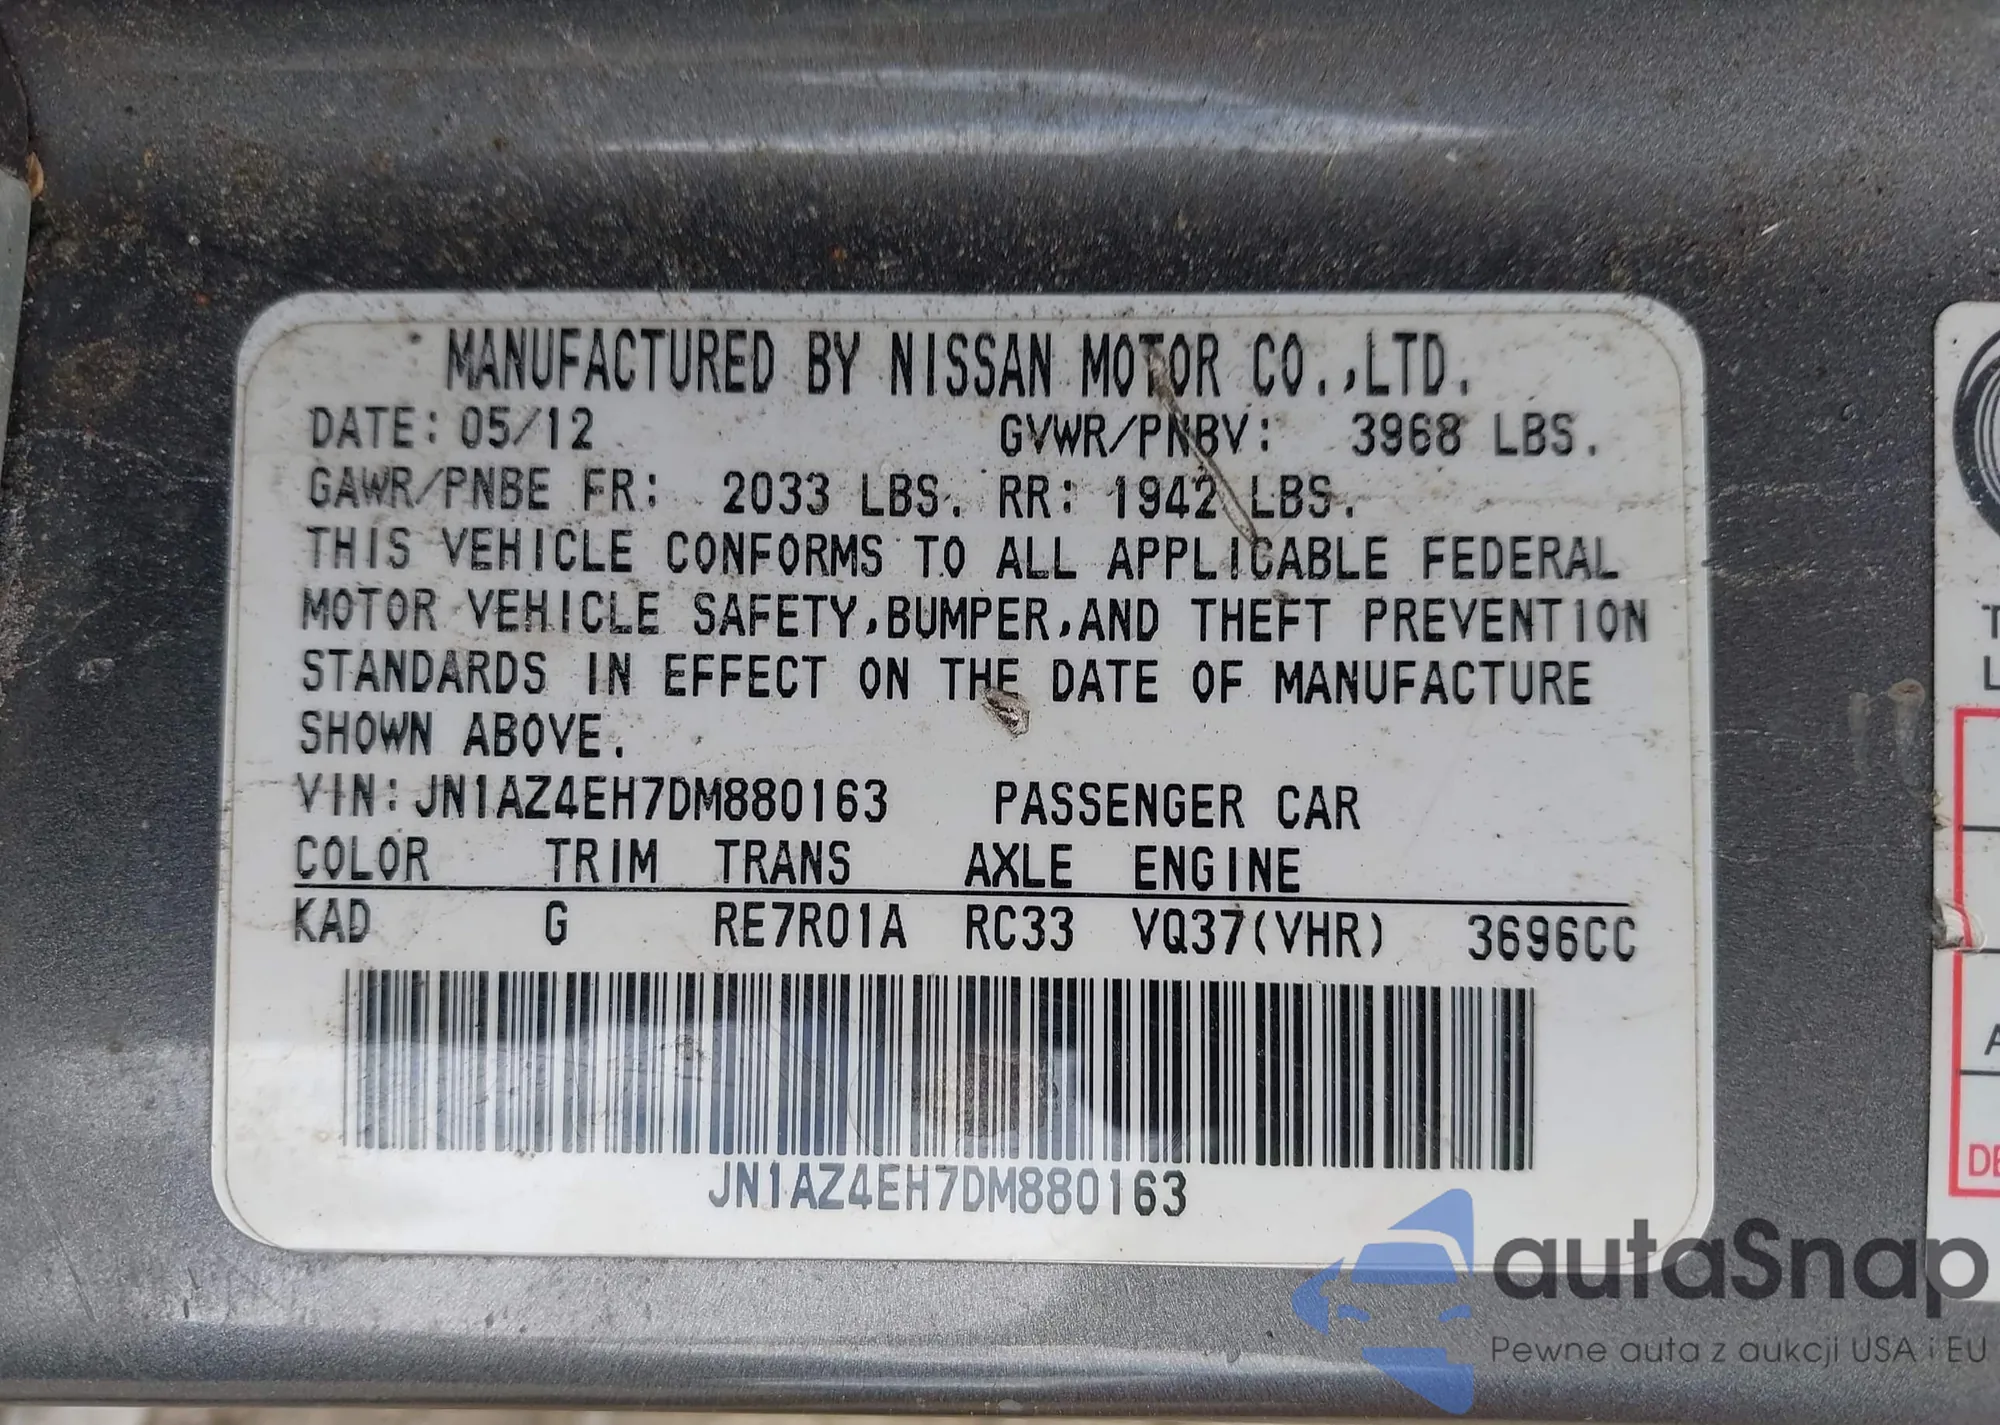 MANUFACTURED BY NISSAN MOTOR CO.,LTD.
DATE: 05/12 GVWR/PNBV: 3968 LBS.
GAWR/PNBE FR: 2033 LBS. RR: 1942 LBS.
THIS VEHICLE CONFORMS TO ALL APPLICABLE FEDERAL
MOTOR VEHICLE SAFETY,BUMPER,AND THEFT PREVENTION
STANDARDS IN EFFECT ON THE DATE OF MANUFACTURE
SHOWN ABOVE.
VIN:JN1AZ4EH7DM880163 PASSENGER CAR
COLOR TRIM TRANS AXLE ENGINE
KAD G RE7R01A RC33 VQ37(VHR) 3696CC
JN1AZ4EH7DM880163
autaSnap
Pewne auta z aukcji USA i EU